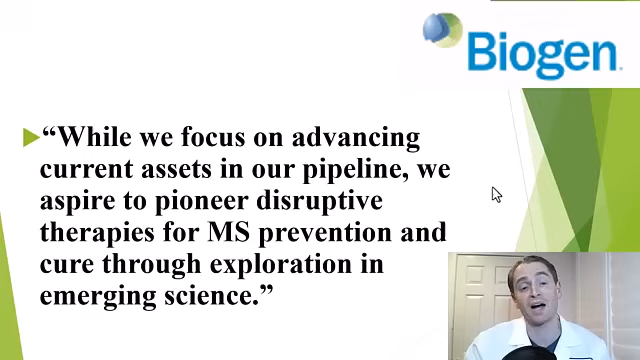 Biogen
“While we focus on advancing
current assets in our pipeline, we
aspire to pioneer disruptive
therapies for MS prevention and
cure through exploration in
emerging science.”